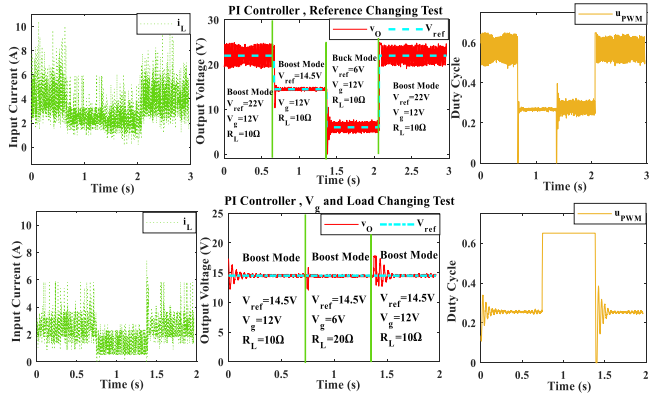 PI Controller , Reference Changing Test
Input Current (A)
10
8
6
4
2
0
0 1 2 3
Time (s)
i_L
Output Voltage (V)
30
25
20
15
10
5
0
0 0.5 1 1.5 2 2.5 3
Time (s)
v_O V_ref
Boost Mode
V_ref=22V
V_g=12V
R_L=10Ω
Boost Mode
V_ref=14.5V
V_g=12V
R_L=10Ω
Buck Mode
V_ref=6V
V_g=12V
R_L=10Ω
Boost Mode
V_ref=22V
V_g=12V
R_L=10Ω
Duty Cycle
0.6
0.4
0.2
0
0 1 2 3
Time (s)
u_PWM
PI Controller , V_g and Load Changing Test
Input Current (A)
10
8
6
4
2
0
0 0.5 1 1.5 2
Time (s)
i_L
Output Voltage (V)
25
20
15
10
5
0
0 0.5 1 1.5 2
Time (s)
v_O V_ref
Boost Mode
V_ref=14.5V
V_g=12V
R_L=10Ω
Boost Mode
V_ref=14.5V
V_g=6V
R_L=20Ω
Boost Mode
V_ref=14.5V
V_g=12V
R_L=10Ω
Duty Cycle
0.6
0.4
0.2
0
0 0.5 1 1.5 2
Time (s)
u_PWM